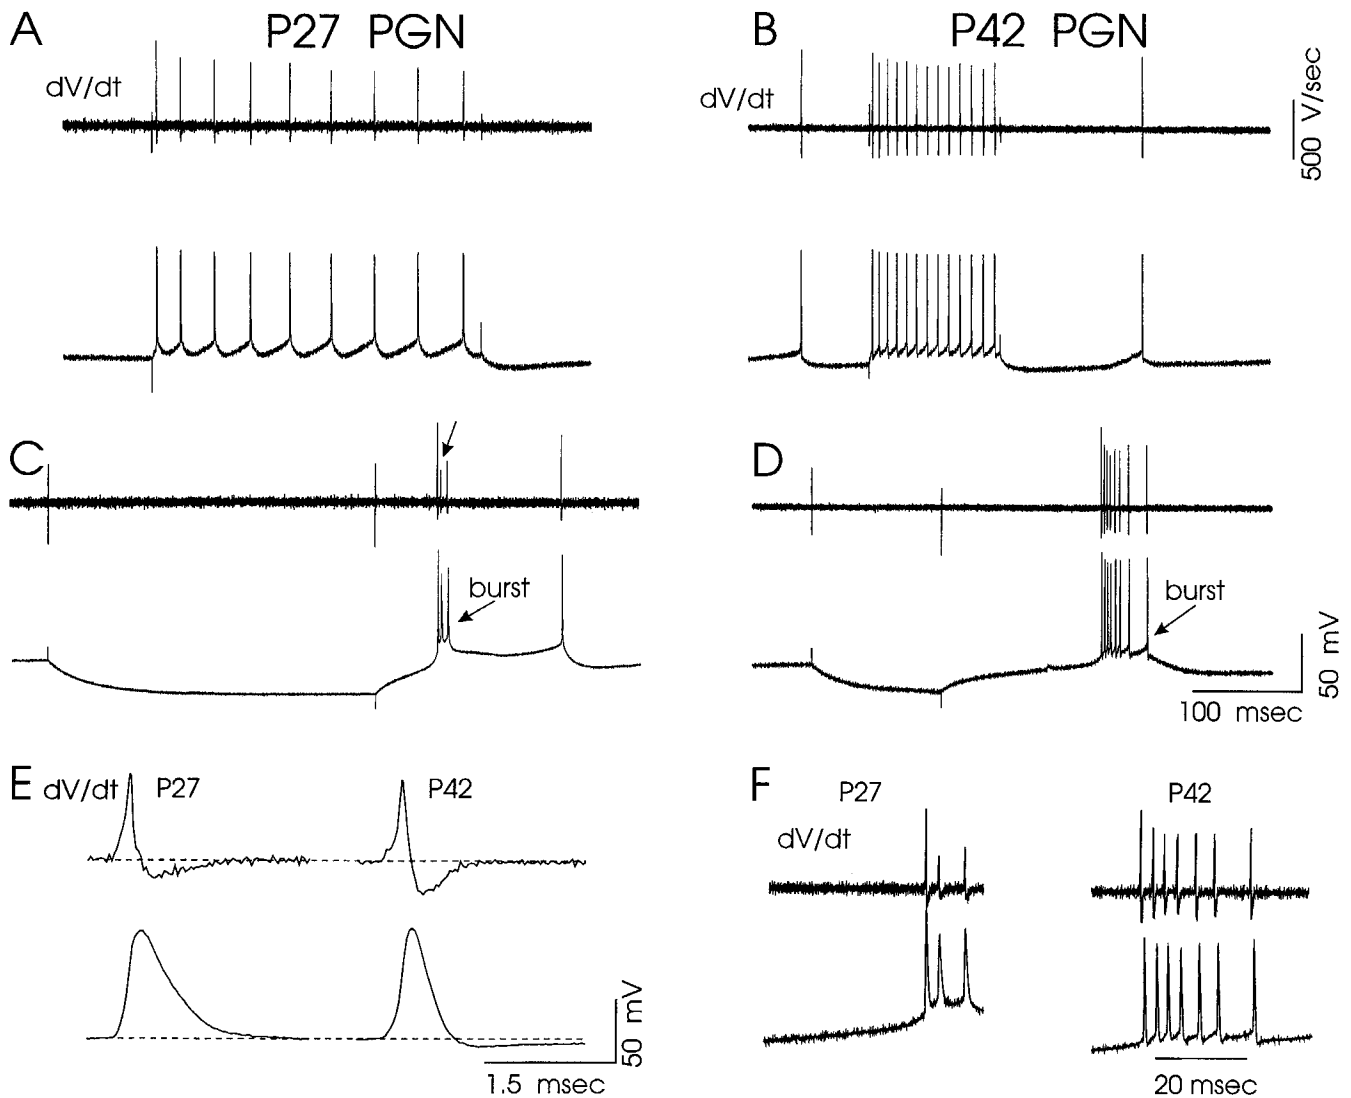 A
P27 PGN
dV/dt
B
P42 PGN
dV/dt
500 V/sec
C
burst
D
burst
50 mV
100 msec
E
dV/dt
P27
P42
50 mV
1.5 msec
F
P27
P42
dV/dt
20 msec